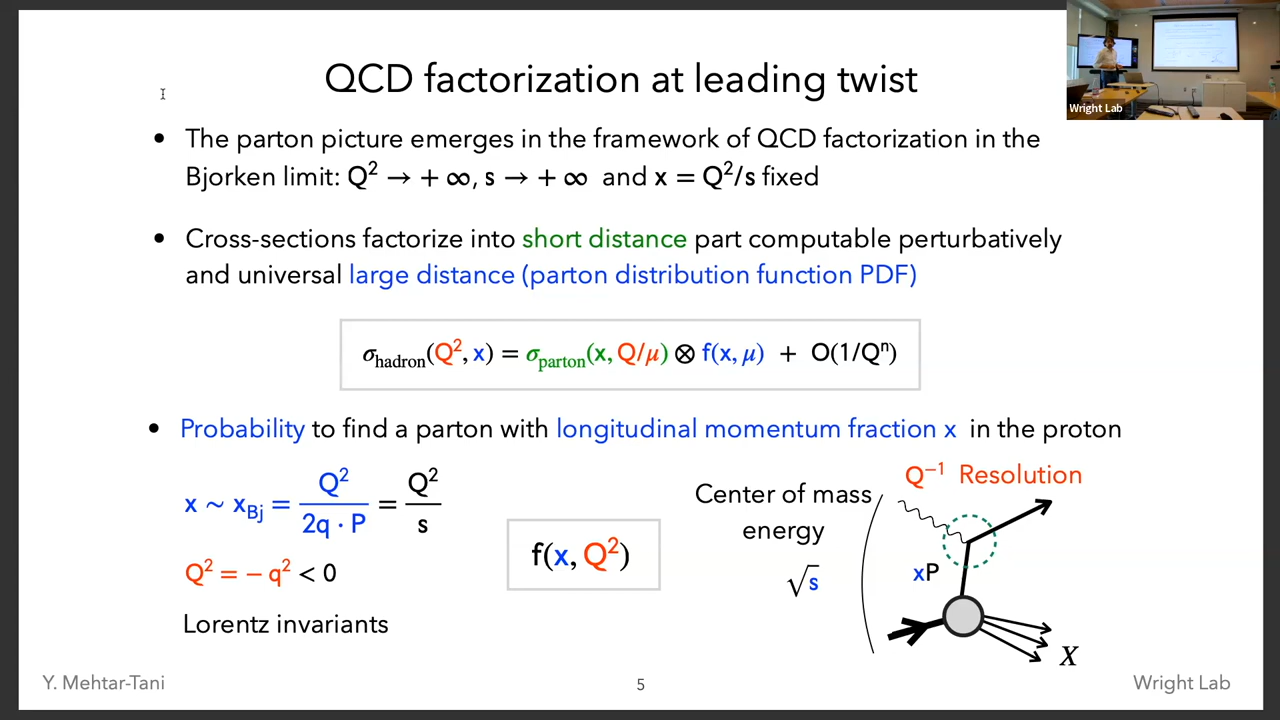 QCD factorization at leading twist
• The parton picture emerges in the framework of QCD factorization in the
Bjorken limit: Q² → + ∞, s → + ∞ and x = Q²/s fixed
• Cross-sections factorize into short distance part computable perturbatively
and universal large distance (parton distribution function PDF)
σ_hadron(Q², x) = σ_parton(x, Q/μ) ⊗ f(x, μ) + O(1/Qⁿ)
• Probability to find a parton with longitudinal momentum fraction x in the proton
x ~ x_Bj = Q²/(2q · P) = Q²/s
Q² = − q² < 0
Lorentz invariants
f(x, Q²)
Center of mass
energy
√s
Q⁻¹ Resolution
xP
X
Y. Mehtar-Tani
5
Wright Lab
Wright Lab